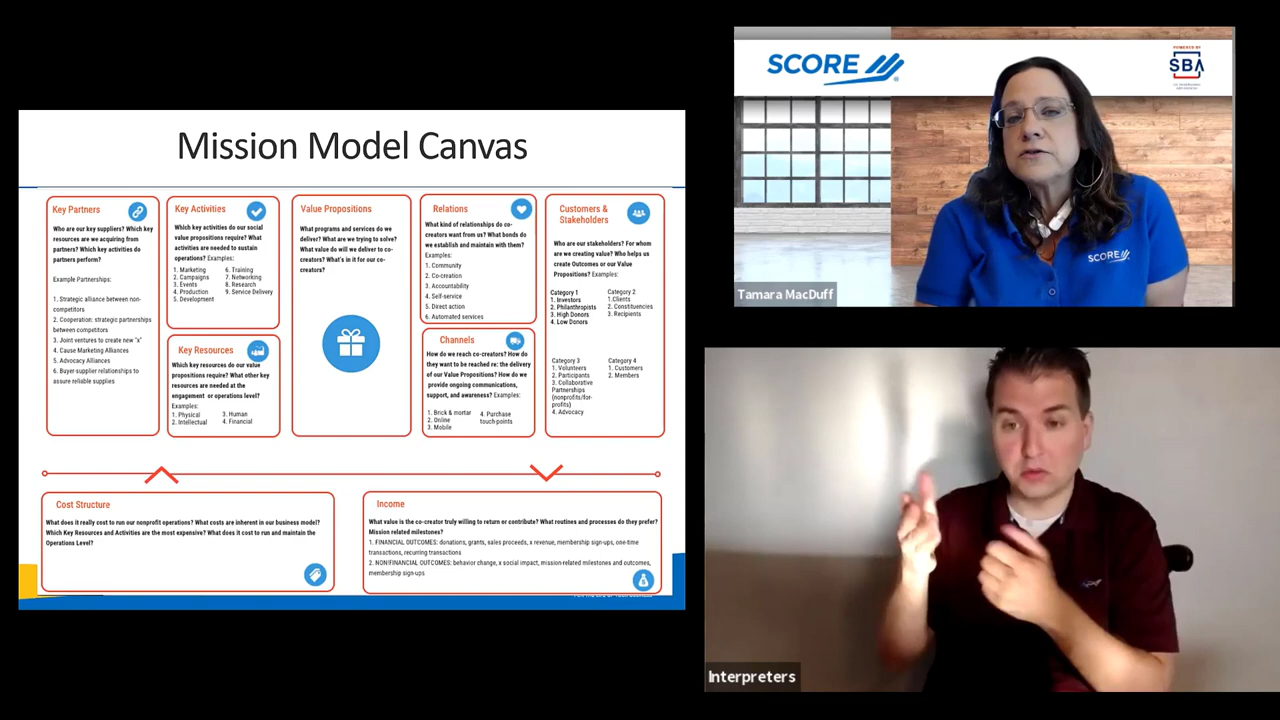 Mission Model Canvas
Key Partners
Who are our key suppliers? Which key
resources are we acquiring from
partners? Which key activities do
partners perform?
Example Partnerships:
1. Strategic alliance between non-
competitors
2. Cooperation: strategic partnerships
between competitors
3. Joint ventures to create new "x"
4. Cause Marketing Alliances
5. Advocacy Alliances
6. Buyer-supplier relationships to
assure reliable supplies
Key Activities
Which key activities do our social
value propositions require? What
activities are needed to sustain
operations? Examples:
1. Marketing
2. Campaigns
3. Events
4. Production
5. Development
6. Training
7. Networking
8. Research
9. Service Delivery
Key Resources
Which key resources do our value
propositions require? What other key
resources are needed at the
engagement or operations level?
Examples:
1. Physical
2. Intellectual
3. Human
4. Financial
Value Propositions
What programs and services do we
deliver? What are we trying to solve?
What value do will we deliver to co-
creators? What's in it for our co-
creators?
Relations
What kind of relationships do co-
creators want from us? What bonds do
we establish and maintain with them?
Examples:
1. Community
2. Co-creation
3. Accountability
4. Self-service
5. Direct action
6. Automated services
Channels
How do we reach co-creators? How do
they want to be reached re: the delivery
of our Value Propositions? How do we
provide ongoing communications,
support, and awareness? Examples:
1. Brick & mortar
2. Online
3. Mobile
4. Purchase
touch-points
Customers &
Stakeholders
Who are our stakeholders? For whom
are we creating value? Who helps us
create Outcomes or our Value
Propositions? Examples:
Category 1
1. Investors
2. Philanthropists
3. High Donors
4. Low Donors
Category 2
1.Clients
2. Constituencies
3. Recipients
Category 3
1. Volunteers
2. Participants
3. Collaborative
Partnerships
(nonprofits/for-
profits)
4. Advocacy
Category 4
1. Customers
2. Members
Cost Structure
What does it really cost to run our nonprofit operations? What costs are inherent in our business model?
Which Key Resources and Activities are the most expensive? What does it cost to run and maintain the
Operations Level?
Income
What value is the co-creator truly willing to return or contribute? What routines and processes do they prefer?
Mission related milestones?
1. FINANCIAL OUTCOMES: donations, grants, sales proceeds, x revenue, membership sign-ups, one-time
transactions, recurring transactions
2. NON!FINANCIAL OUTCOMES: behavior change, x social impact, mission-related milestones and outcomes,
membership sign-ups
SCORE
POWERED BY
SBA
SCORE
Tamara MacDuff
Interpreters